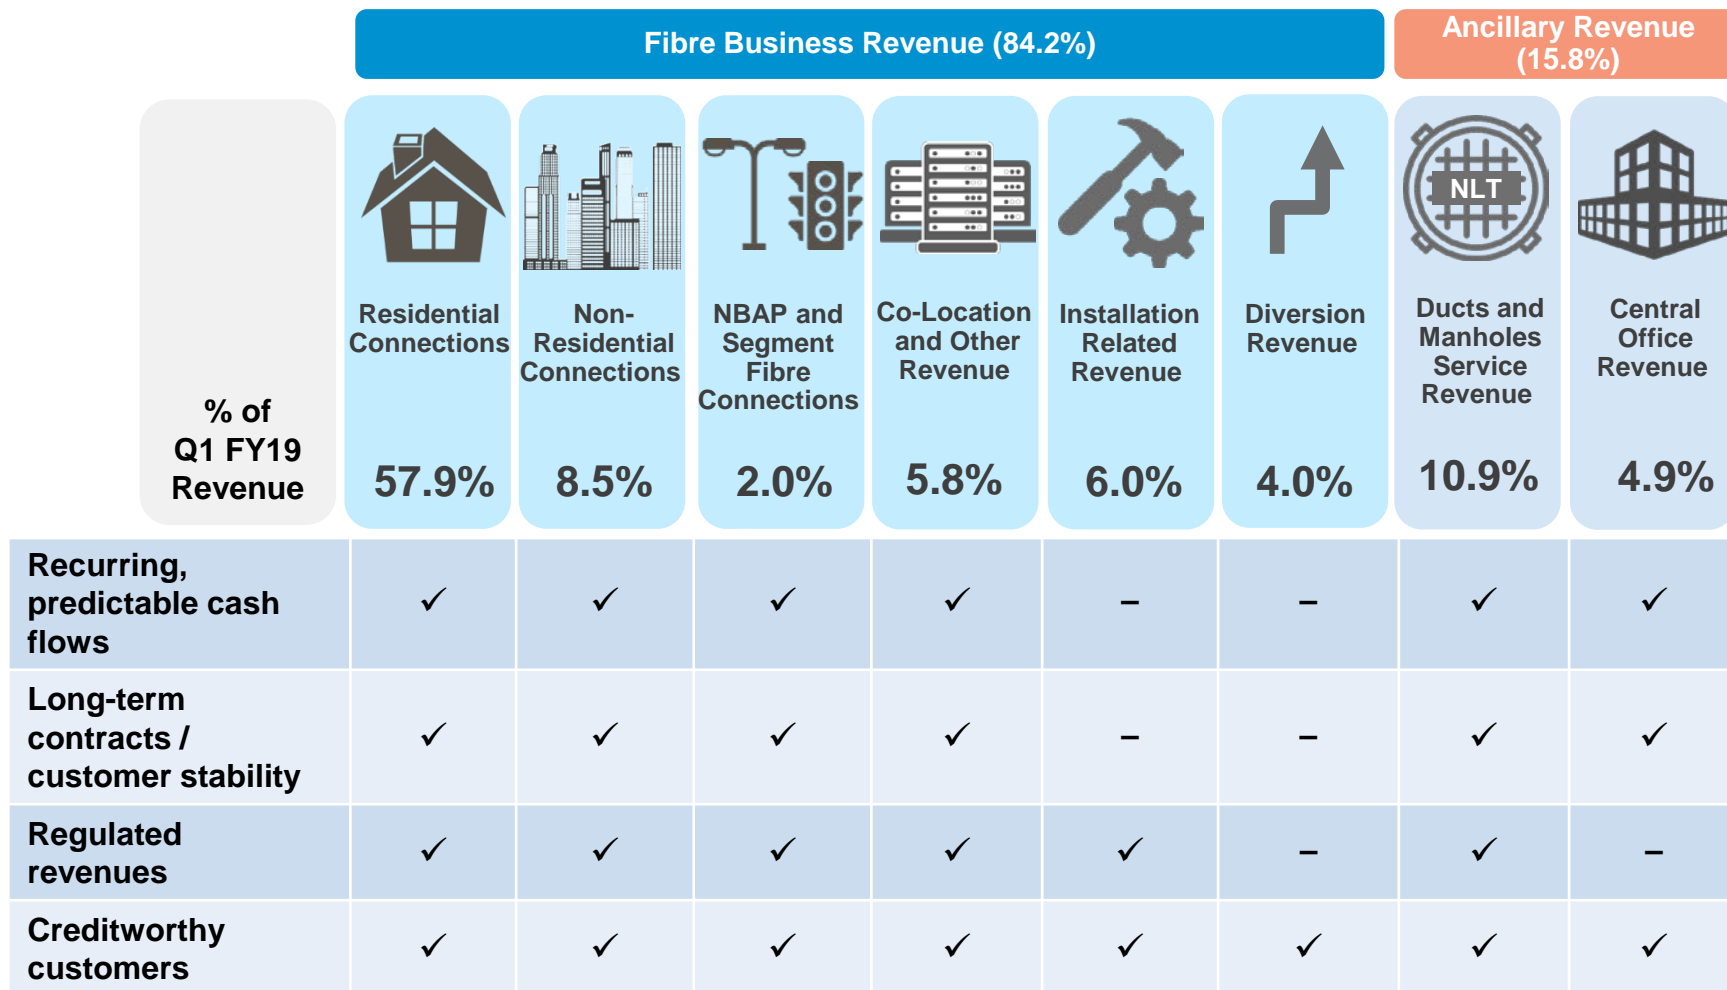 Fibre Business Revenue (84.2%)
Ancillary Revenue
(15.8%)
% of
Q1 FY19
Revenue
Residential
Connections
57.9%
Non-
Residential
Connections
8.5%
NBAP and
Segment
Fibre
Connections
2.0%
Co-Location
and Other
Revenue
5.8%
Installation
Related
Revenue
6.0%
Diversion
Revenue
4.0%
NLT
Ducts and
Manholes
Service
Revenue
10.9%
Central
Office
Revenue
4.9%
Recurring,
predictable cash
flows
✓ ✓ ✓ ✓ – – ✓ ✓
Long-term
contracts /
customer stability
✓ ✓ ✓ ✓ – – ✓ ✓
Regulated
revenues
✓ ✓ ✓ ✓ ✓ – ✓ –
Creditworthy
customers
✓ ✓ ✓ ✓ ✓ ✓ ✓ ✓